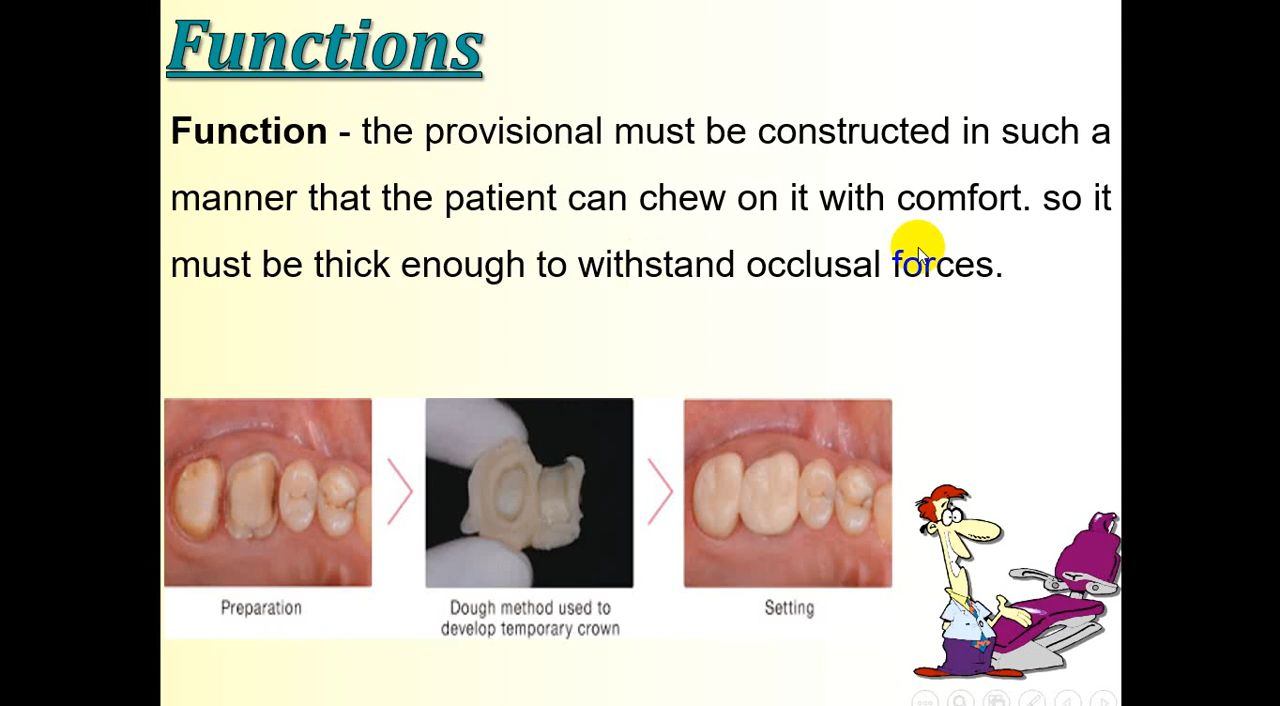 Functions
Function - the provisional must be constructed in such a
manner that the patient can chew on it with comfort. so it
must be thick enough to withstand occlusal forces.
Preparation
Dough method used to
develop temporary crown
Setting